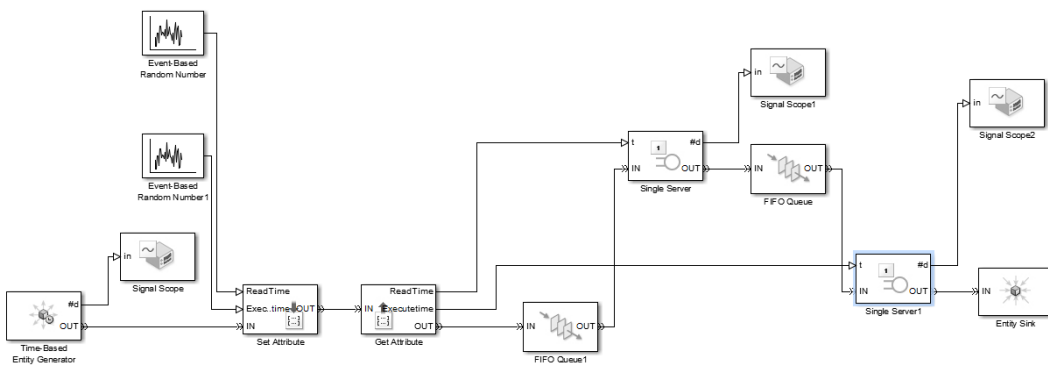 Event-Based
Random Number
Event-Based
Random Number1
in
Signal Scope
#d
OUT
Time-Based
Entity Generator
ReadTime
Exec..time
OUT
IN
Set Attribute
ReadTime
IN
Executetime
OUT
Get Attribute
IN
OUT
FIFO Queue1
t
#d
t
IN
OUT
Single Server
in
Signal Scope1
IN
OUT
FIFO Queue
t
#d
t
IN
OUT
Single Server1
in
Signal Scope2
IN
Entity Sink